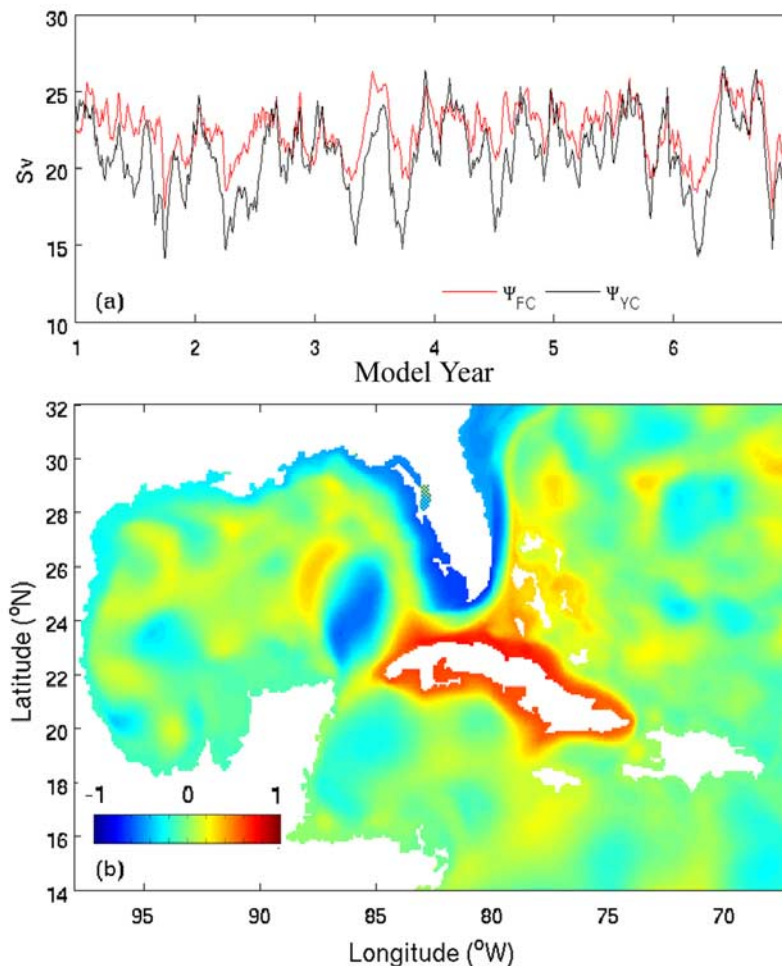 30
25
20
15
10
Sv
(a)
Ψ_FC Ψ_YC
1 2 3 4 5 6
Model Year
32
30
28
26
24
22
20
18
16
14
Latitude (°N)
-1 0 1
(b)
95 90 85 80 75 70
Longitude (°W)